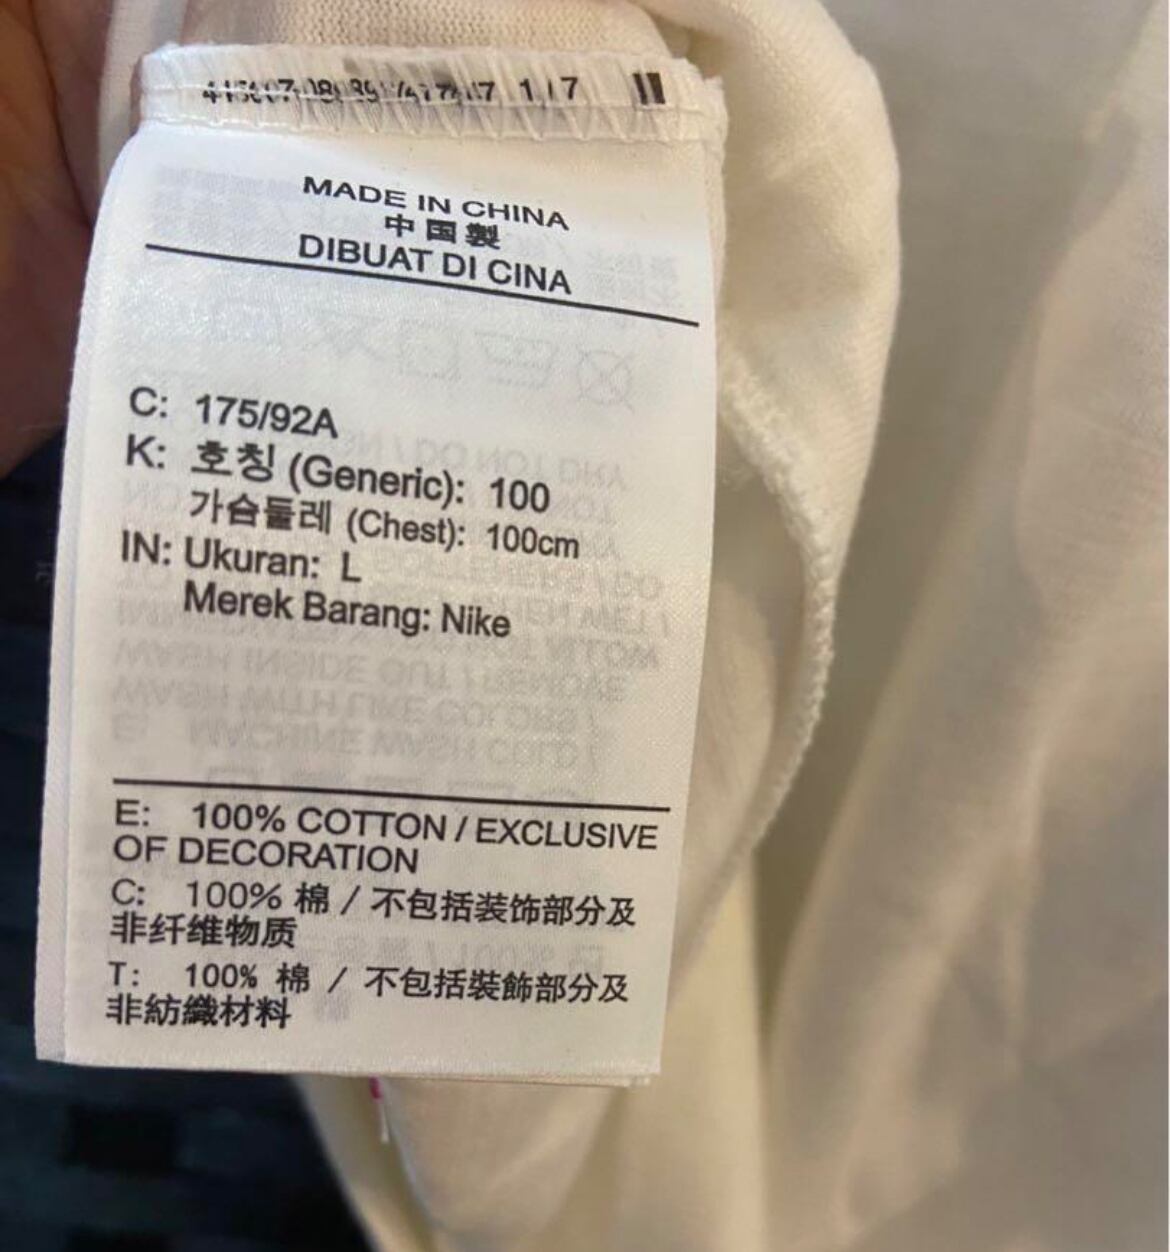 1/7
MADE IN CHINA
中国製
DIBUAT DI CINA
C: 175/92A
K: 호칭 (Generic): 100
가슴둘레 (Chest): 100cm
IN: Ukuran: L
Merek Barang: Nike
E: 100% COTTON / EXCLUSIVE
OF DECORATION
C: 100% 棉 / 不包括装饰部分及
非纤维物质
T: 100% 棉 / 不包括裝飾部分及
非紡織材料